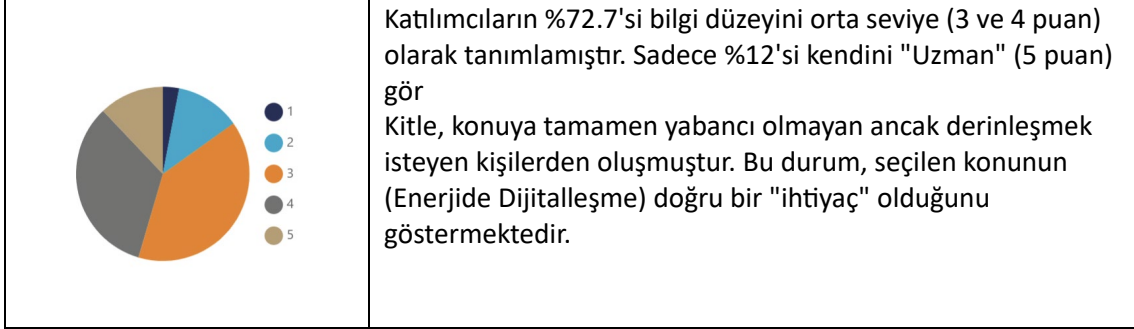 1
2
3
4
5
Katılımcıların %72.7'si bilgi düzeyini orta seviye (3 ve 4 puan)
olarak tanımlamıştır. Sadece %12'si kendini "Uzman" (5 puan)
gör
Kitle, konuya tamamen yabancı olmayan ancak derinleşmek
isteyen kişilerden oluşmuştur. Bu durum, seçilen konunun
(Enerjide Dijitalleşme) doğru bir "ihtiyaç" olduğunu
göstermektedir.